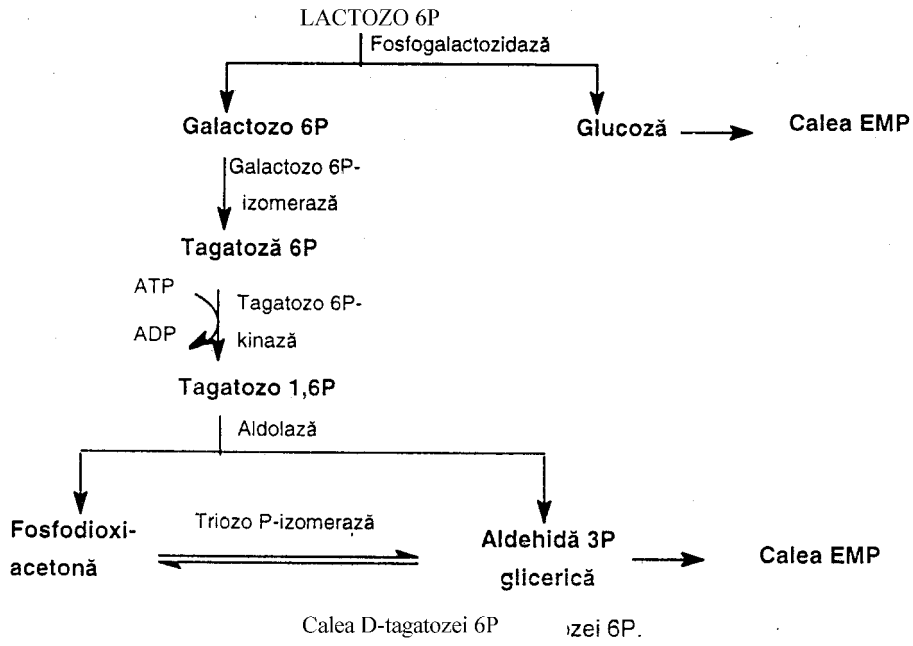 LACTOZO 6P
Fosfogalactozidază
Galactozo 6P
Glucoză
Calea EMP
Galactozo 6P-
izomerază
Tagatoză 6P
ATP
Tagatozo 6P-
ADP
kinază
Tagatozo 1,6P
Aldolază
Fosfodioxi-
acetonă
Triozo P-izomerază
Aldehidă 3P
glicerică
Calea EMP
Calea D-tagatozei 6P
ozei 6P.